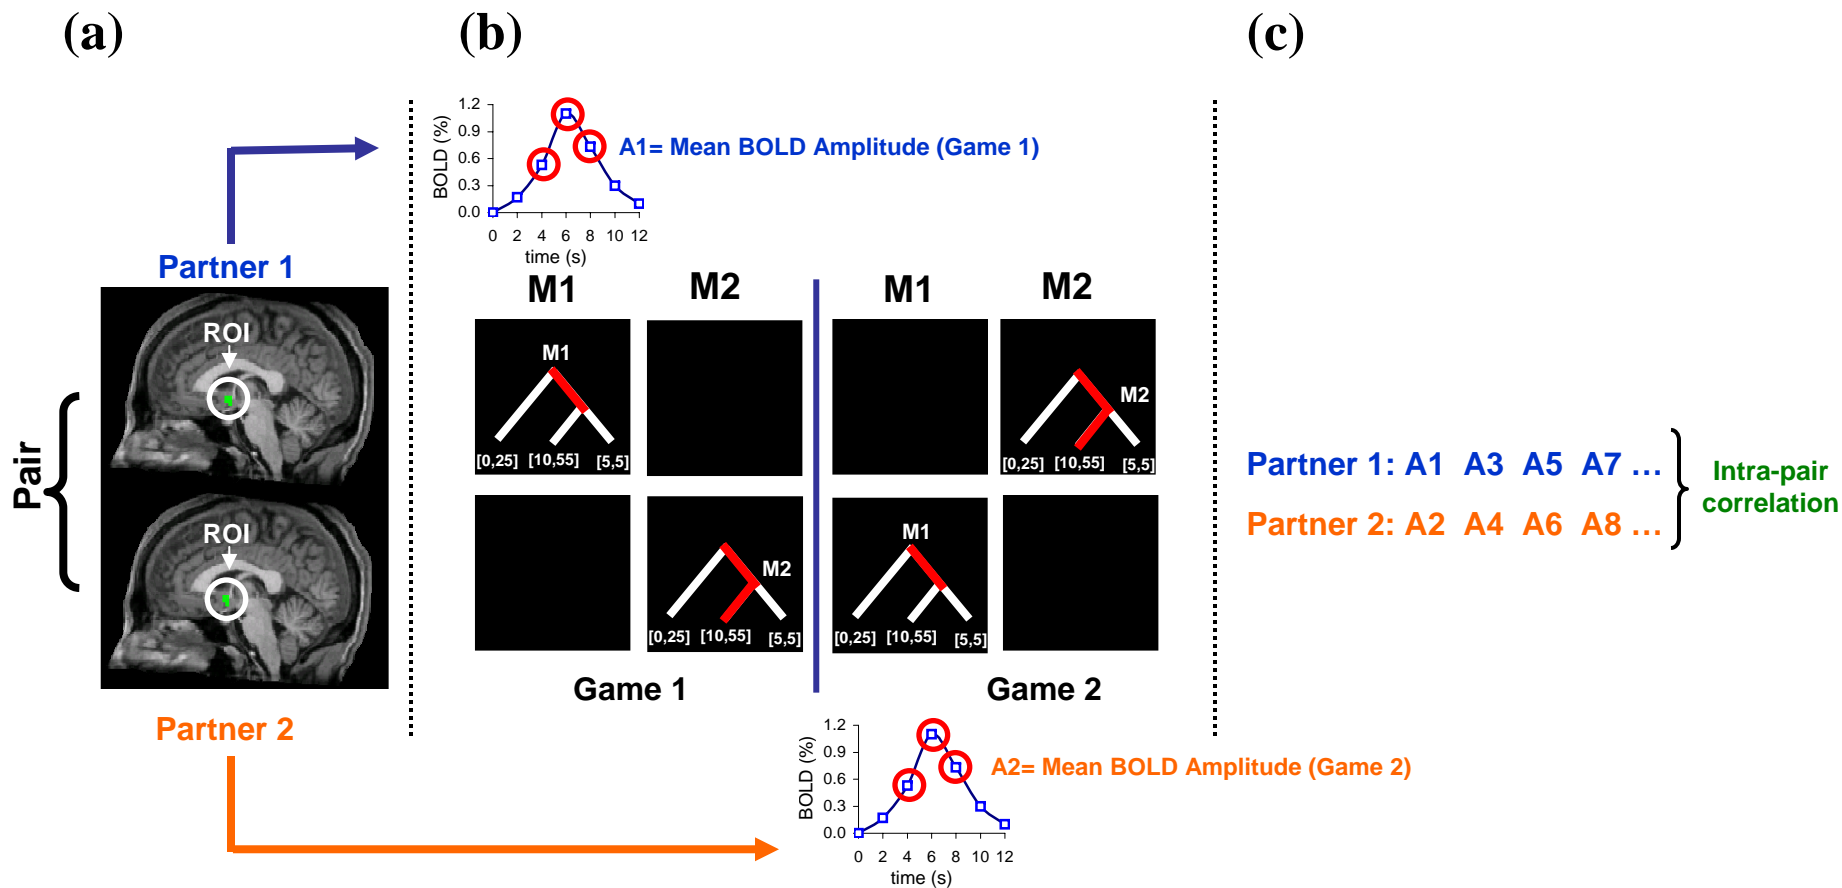 (a)
(b)
(c)
Partner 1
ROI
Pair
ROI
Partner 2
BOLD (%)
1.2
0.9
0.6
0.3
0.0
0 2 4 6 8 10 12
time (s)
A1= Mean BOLD Amplitude (Game 1)
M1 M2 M1 M2
M1
[0,25] [10,55] [5,5]
M2
[0,25] [10,55] [5,5]
M2
[0,25] [10,55] [5,5]
M1
[0,25] [10,55] [5,5]
Game 1 Game 2
BOLD (%)
1.2
0.9
0.6
0.3
0.0
0 2 4 6 8 10 12
time (s)
A2= Mean BOLD Amplitude (Game 2)
Partner 1: A1 A3 A5 A7 ...
Partner 2: A2 A4 A6 A8 ...
Intra-pair
correlation